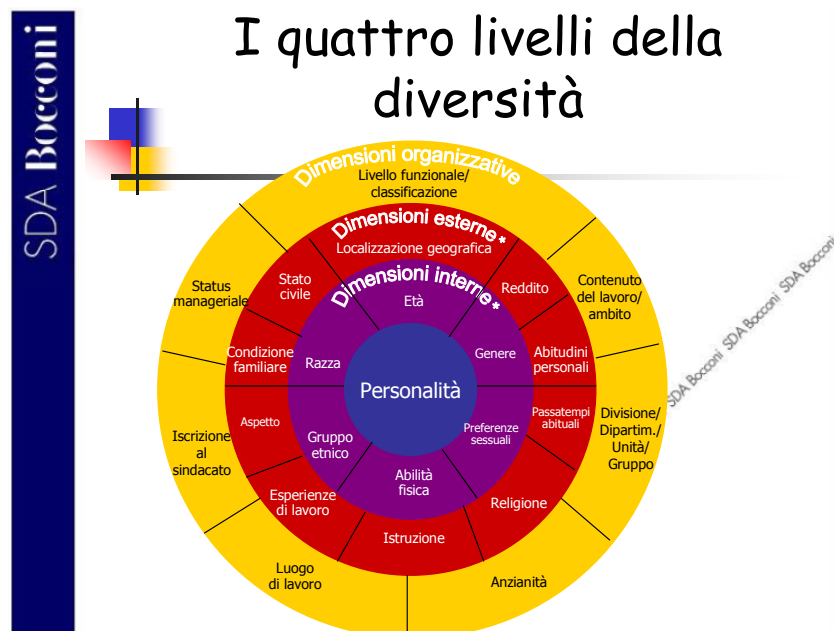 I quattro livelli della
diversità
SDA Bocconi
Dimensioni organizzative
Livello funzionale/
classificazione
Dimensioni esterne*
Localizzazione geografica
Dimensioni interne*
Età
Stato
civile
Reddito
Status
manageriale
Contenuto
del lavoro/
ambito
Condizione
familiare
Razza
Genere
Abitudini
personali
Personalità
Aspetto
Gruppo
etnico
Preferenze
sessuali
Passatempi
abituali
Iscrizione
al
sindacato
Divisione/
Dipartim./
Unità/
Gruppo
Abilità
fisica
Esperienze
di lavoro
Religione
Istruzione
Luogo
di lavoro
Anzianità
SDA Bocconi SDA Bocconi SDA Bocconi